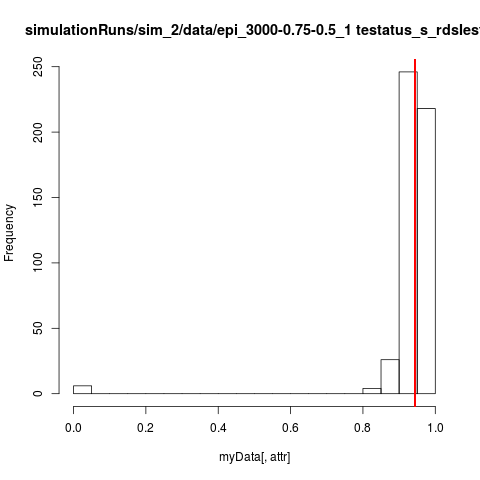 simulationRuns/sim_2/data/epi_3000-0.75-0.5_1 testatus_s_rdsles
Frequency
250
200
150
100
50
0
0.0 0.2 0.4 0.6 0.8 1.0
myData[, attr]